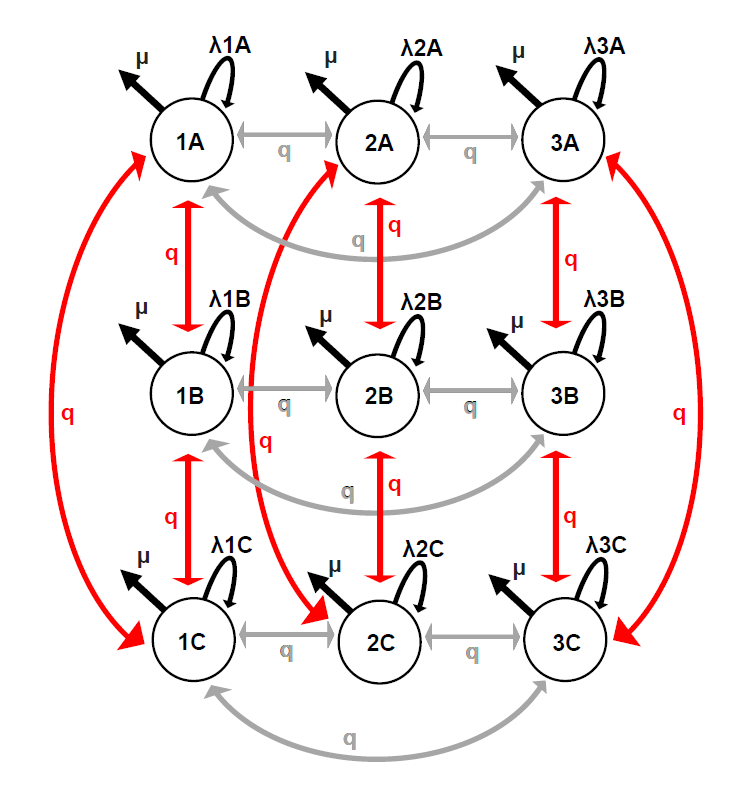 λ1A λ2A λ3A
μ μ μ
1A 2A 3A
q q
q q q q
μ λ1B μ λ2B μ λ3B
1B 2B 3B
q q
q q q
q q
q q q
μ λ1C μ λ2C μ λ3C
1C 2C 3C
q q
q